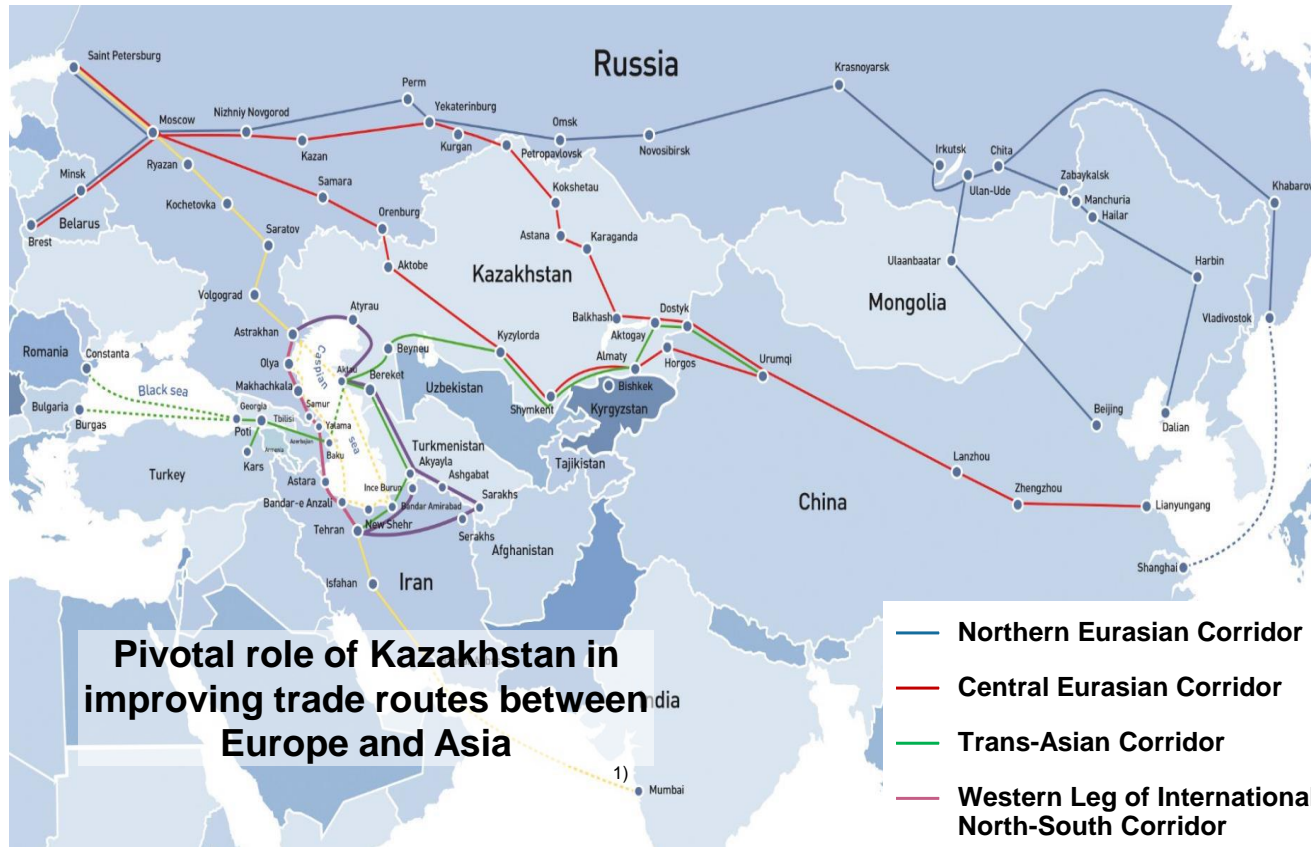 Saint Petersburg
Russia
Krasnoyarsk
Perm
Moscow
Nizhniy Novgorod
Yekaterinburg
Omsk
Novosibirsk
Kazan
Kurgan
Petropavlovsk
Ryazan
Irkutsk
Chita
Minsk
Samara
Kokshetau
Ulan-Ude
Zabaykalsk
Kochetovka
Manchuria
Khabarov
Belarus
Orenburg
Hailar
Brest
Saratov
Astana
Karaganda
Aktobe
Kazakhstan
Ulaanbaatar
Harbin
Mongolia
Volgograd
Atyrau
Balkhash
Dostyk
Vladivostok
Astrakhan
Aktogay
Romania
Constanta
Beyneu
Kyzylorda
Almaty
Horgos
Urumqi
Olya
Caspian
Aktau
Bereket
Uzbekistan
Bishkek
Makhachkala
Black sea
Shymkent
Kyrgyzstan
Bulgaria
Georgia
Samur
Beijing
Dalian
Burgas
Tbilisi
Yalama
sea
Poti
Azerbaijan
Turkmenistan
Armenia
Baku
Tajikistan
Kars
Akyayla
Turkey
Ashgabat
Lanzhou
Astara
Ince Burun
Sarakhs
Zhengzhou
China
Bandar-e Anzali
Bandar Amirabad
Lianyungang
Tehran
New Shehr
Serakhs
Afghanistan
Shanghai
Isfahan
Iran
Pivotal role of Kazakhstan in
improving trade routes between
Europe and Asia
ndia
1)
Mumbai
Northern Eurasian Corridor
Central Eurasian Corridor
Trans-Asian Corridor
Western Leg of International
North-South Corridor